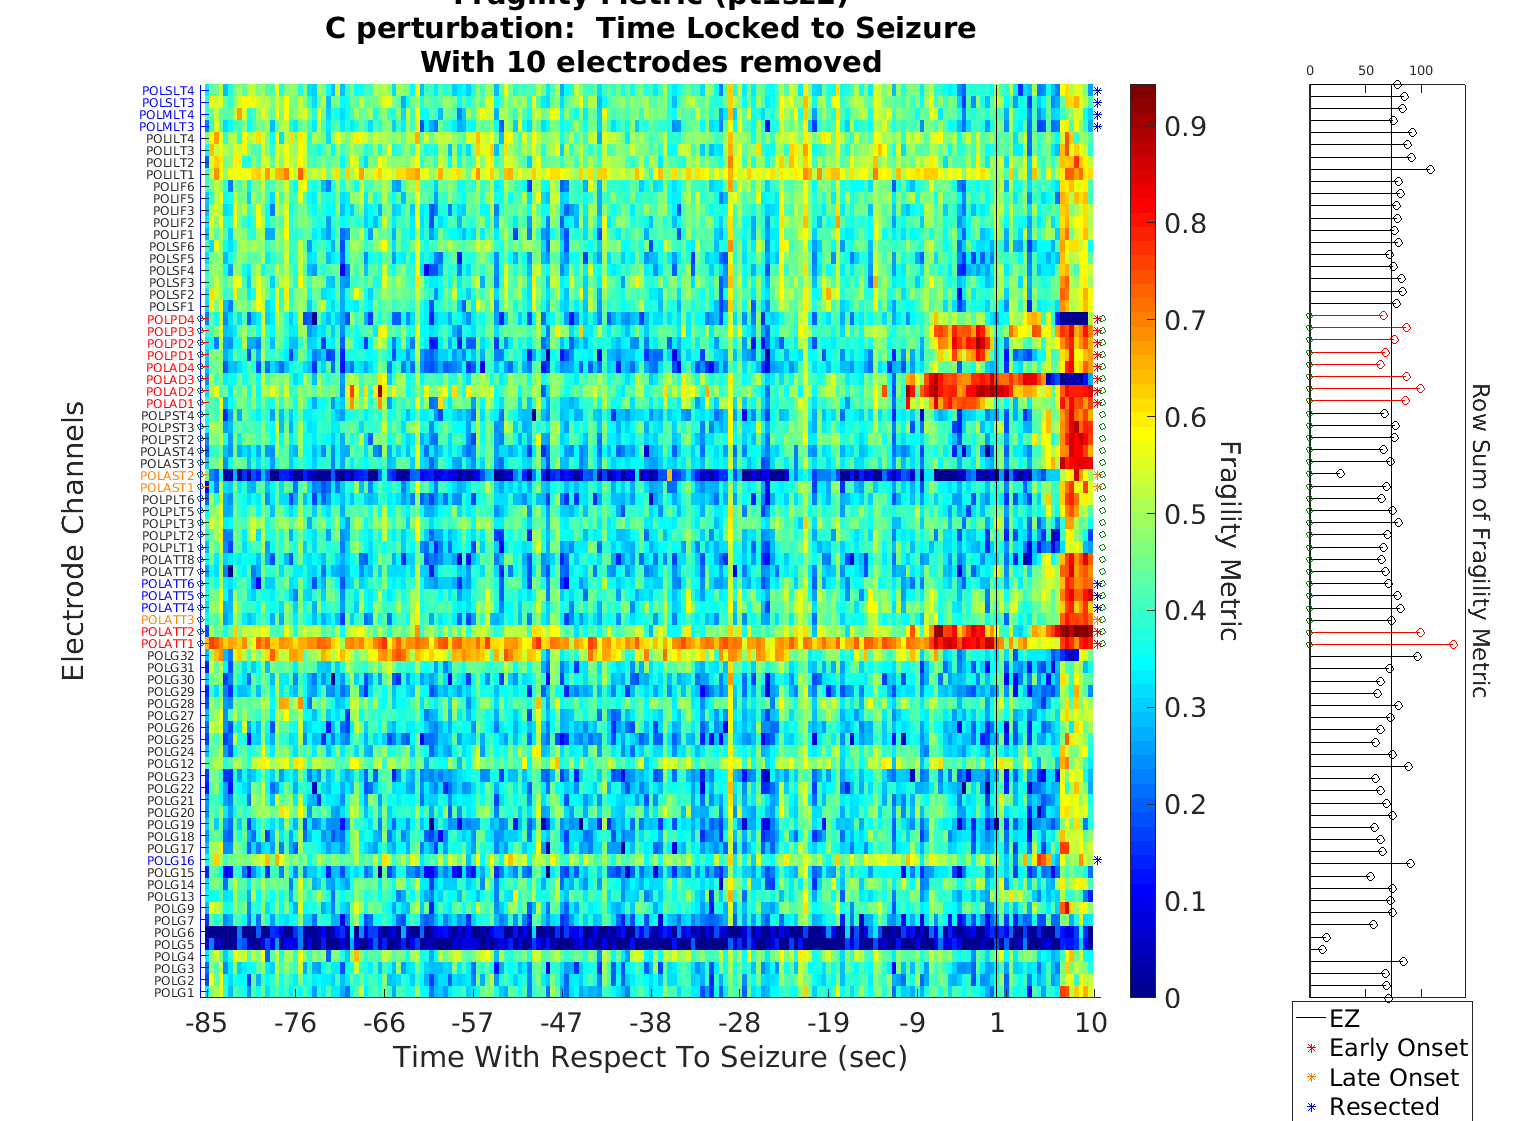 Fragility Metric (pt1sz2)
C perturbation: Time Locked to Seizure
With 10 electrodes removed
POLSLT4
POLSLT3
POLMLT4
POLMLT3
POLILT4
POLILT3
POLILT2
POLILT1
POLIF6
POLIF5
POLIF3
POLIF2
POLIF1
POLSF6
POLSF5
POLSF4
POLSF3
POLSF2
POLSF1
POLPD4
POLPD3
POLPD2
POLPD1
POLAD4
POLAD3
POLAD2
POLAD1
POLPST4
POLPST3
POLPST2
POLAST4
POLAST3
POLAST2
POLAST1
POLPLT6
POLPLT5
POLPLT3
POLPLT2
POLPLT1
POLATT8
POLATT7
POLATT6
POLATT5
POLATT4
POLATT3
POLATT2
POLATT1
POLG32
POLG31
POLG30
POLG29
POLG28
POLG27
POLG26
POLG25
POLG24
POLG12
POLG23
POLG22
POLG21
POLG20
POLG19
POLG18
POLG17
POLG16
POLG15
POLG14
POLG13
POLG9
POLG7
POLG6
POLG5
POLG4
POLG3
POLG2
POLG1
Electrode Channels
-85 -76 -66 -57 -47 -38 -28 -19 -9 1 10
Time With Respect To Seizure (sec)
0.9
0.8
0.7
0.6
0.5
0.4
0.3
0.2
0.1
0
Fragility Metric
0 50 100
Row Sum of Fragility Metric
EZ
Early Onset
Late Onset
Resected